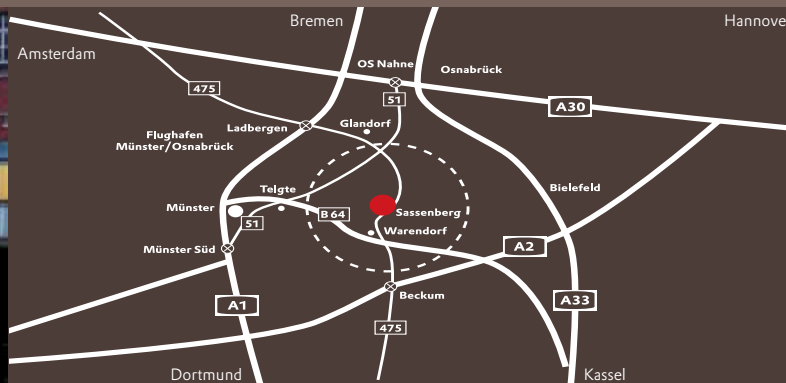 Bremen
Hannove
Amsterdam
OS Nahne
Osnabrück
475
51
A30
Ladbergen
Glandorf
Flughafen
Münster/Osnabrück
Telgte
Bielefeld
Münster
B 64
Sassenberg
51
Warendorf
Münster Süd
A2
Beckum
A1
A33
475
Dortmund
Kassel